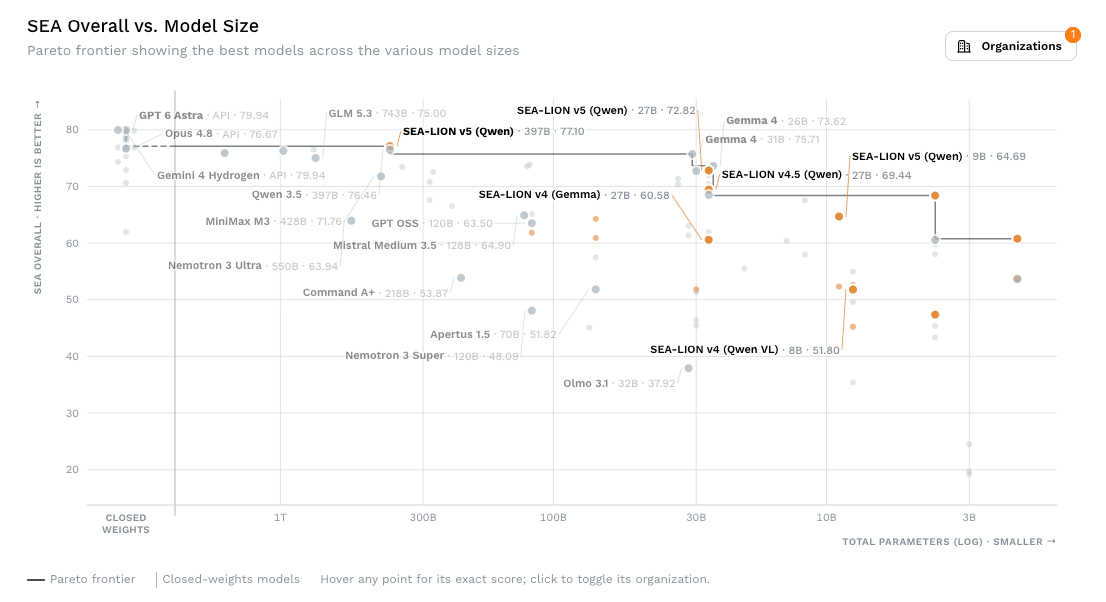 SEA Overall vs. Model Size
Pareto frontier showing the best models across the various model sizes
Organizations
1
SEA OVERALL · HIGHER IS BETTER →
80
70
60
50
40
30
20
GPT 6 Astra · API · 79.94
Opus 4.8 · API · 76.67
Gemini 4 Hydrogen · API · 79.94
GLM 5.3 · 743B · 75.00
SEA-LION v5 (Qwen) · 397B · 77.10
SEA-LION v5 (Qwen) · 27B · 72.82
Gemma 4 · 26B · 73.62
Gemma 4 · 31B · 75.71
SEA-LION v5 (Qwen) · 9B · 64.69
SEA-LION v4.5 (Qwen) · 27B · 69.44
Qwen 3.5 · 397B · 76.46
SEA-LION v4 (Gemma) · 27B · 60.58
MiniMax M3 · 428B · 71.76
GPT OSS · 120B · 63.50
Mistral Medium 3.5 · 128B · 64.90
Nemotron 3 Ultra · 550B · 63.94
Command A+ · 218B · 53.87
Apertus 1.5 · 70B · 51.82
Nemotron 3 Super · 120B · 48.09
SEA-LION v4 (Qwen VL) · 8B · 51.80
Olmo 3.1 · 32B · 37.92
CLOSED
WEIGHTS
1T
300B
100B
30B
10B
3B
TOTAL PARAMETERS (LOG) · SMALLER →
Pareto frontier
Closed-weights models
Hover any point for its exact score; click to toggle its organization.